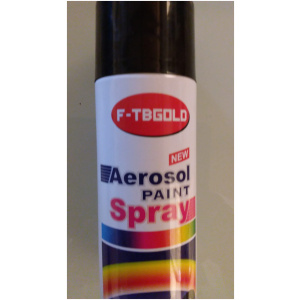 F-TBGOLD
NEW
Aerosol
PAINT
Spray